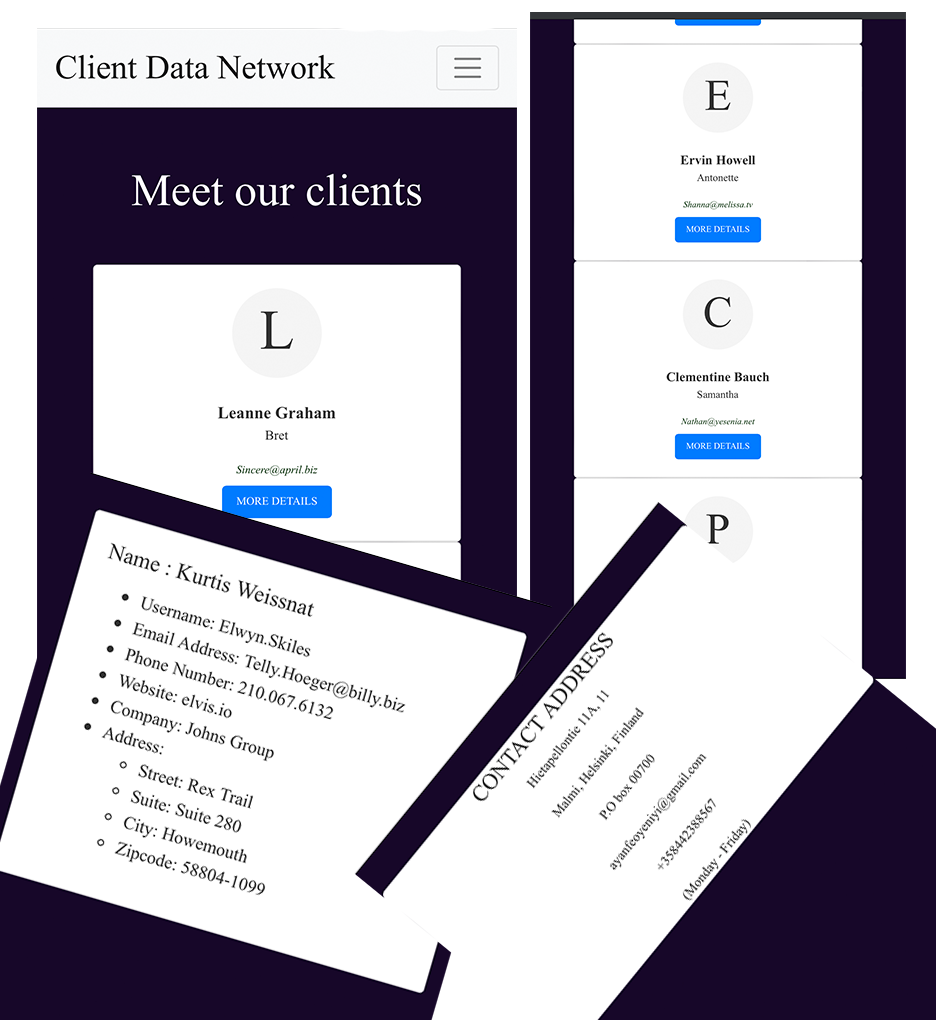 Client Data Network
Meet our clients
L
Leanne Graham
Bret
Sincere@april.biz
MORE DETAILS
E
Ervin Howell
Antonette
Shanna@melissa.tv
MORE DETAILS
C
Clementine Bauch
Samantha
Nathan@yesenia.net
MORE DETAILS
P
Name : Kurtis Weissnat
Username: Elwyn.Skiles
Email Address: Telly.Hoeger@billy.biz
Phone Number: 210.067.6132
Website: elvis.io
Company: Johns Group
Address:
Street: Rex Trail
Suite: Suite 280
City: Howemouth
Zipcode: 58804-1099
CONTACT ADDRESS
Hietapellontie 11A, 11
Malmi, Helsinki, Finland
P.O box 00700
ayanfeoyeniyi@gmail.com
+358442388567
(Monday - Friday)